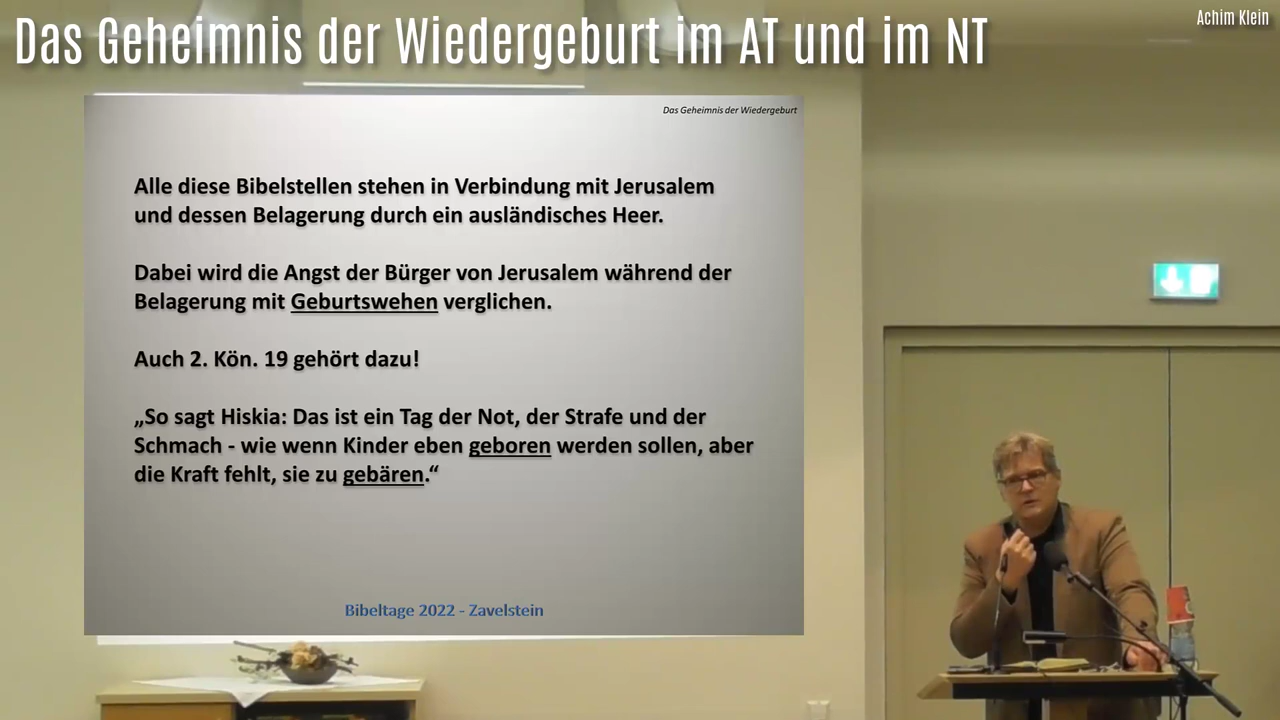 Das Geheimnis der Wiedergeburt im AT und im NT
Achim Klein
Das Geheimnis der Wiedergeburt
Alle diese Bibelstellen stehen in Verbindung mit Jerusalem
und dessen Belagerung durch ein ausländisches Heer.
Dabei wird die Angst der Bürger von Jerusalem während der
Belagerung mit Geburtswehen verglichen.
Auch 2. Kön. 19 gehört dazu!
„So sagt Hiskia: Das ist ein Tag der Not, der Strafe und der
Schmach - wie wenn Kinder eben geboren werden sollen, aber
die Kraft fehlt, sie zu gebären.“
Bibeltage 2022 - Zavelstein